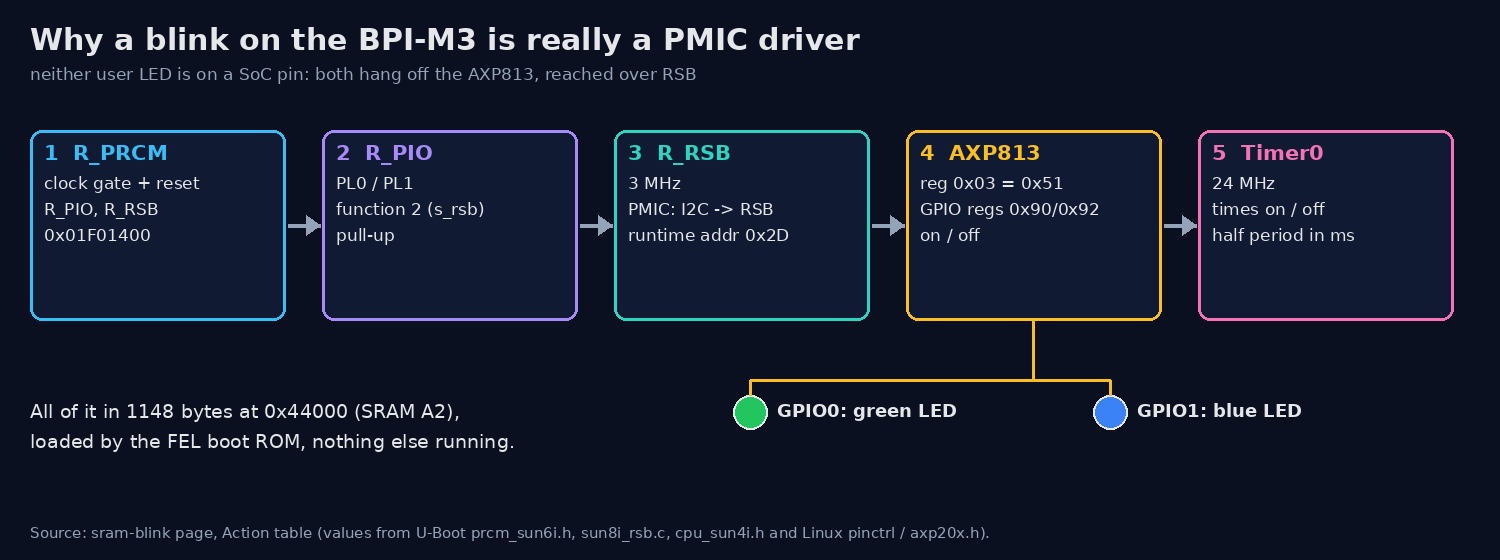 Why a blink on the BPI-M3 is really a PMIC driver
neither user LED is on a SoC pin: both hang off the AXP813, reached over RSB
1 R_PRCM
clock gate + reset
R_PIO, R_RSB
0x01F01400
2 R_PIO
PL0 / PL1
function 2 (s_rsb)
pull-up
3 R_RSB
3 MHz
PMIC: I2C -> RSB
runtime addr 0x2D
4 AXP813
reg 0x03 = 0x51
GPIO regs 0x90/0x92
on / off
5 Timer0
24 MHz
times on / off
half period in ms
GPIO0: green LED
GPIO1: blue LED
All of it in 1148 bytes at 0x44000 (SRAM A2),
loaded by the FEL boot ROM, nothing else running.
Source: sram-blink page, Action table (values from U-Boot prcm_sun6i.h, sun8i_rsb.c, cpu_sun4i.h and Linux pinctrl / axp20x.h).